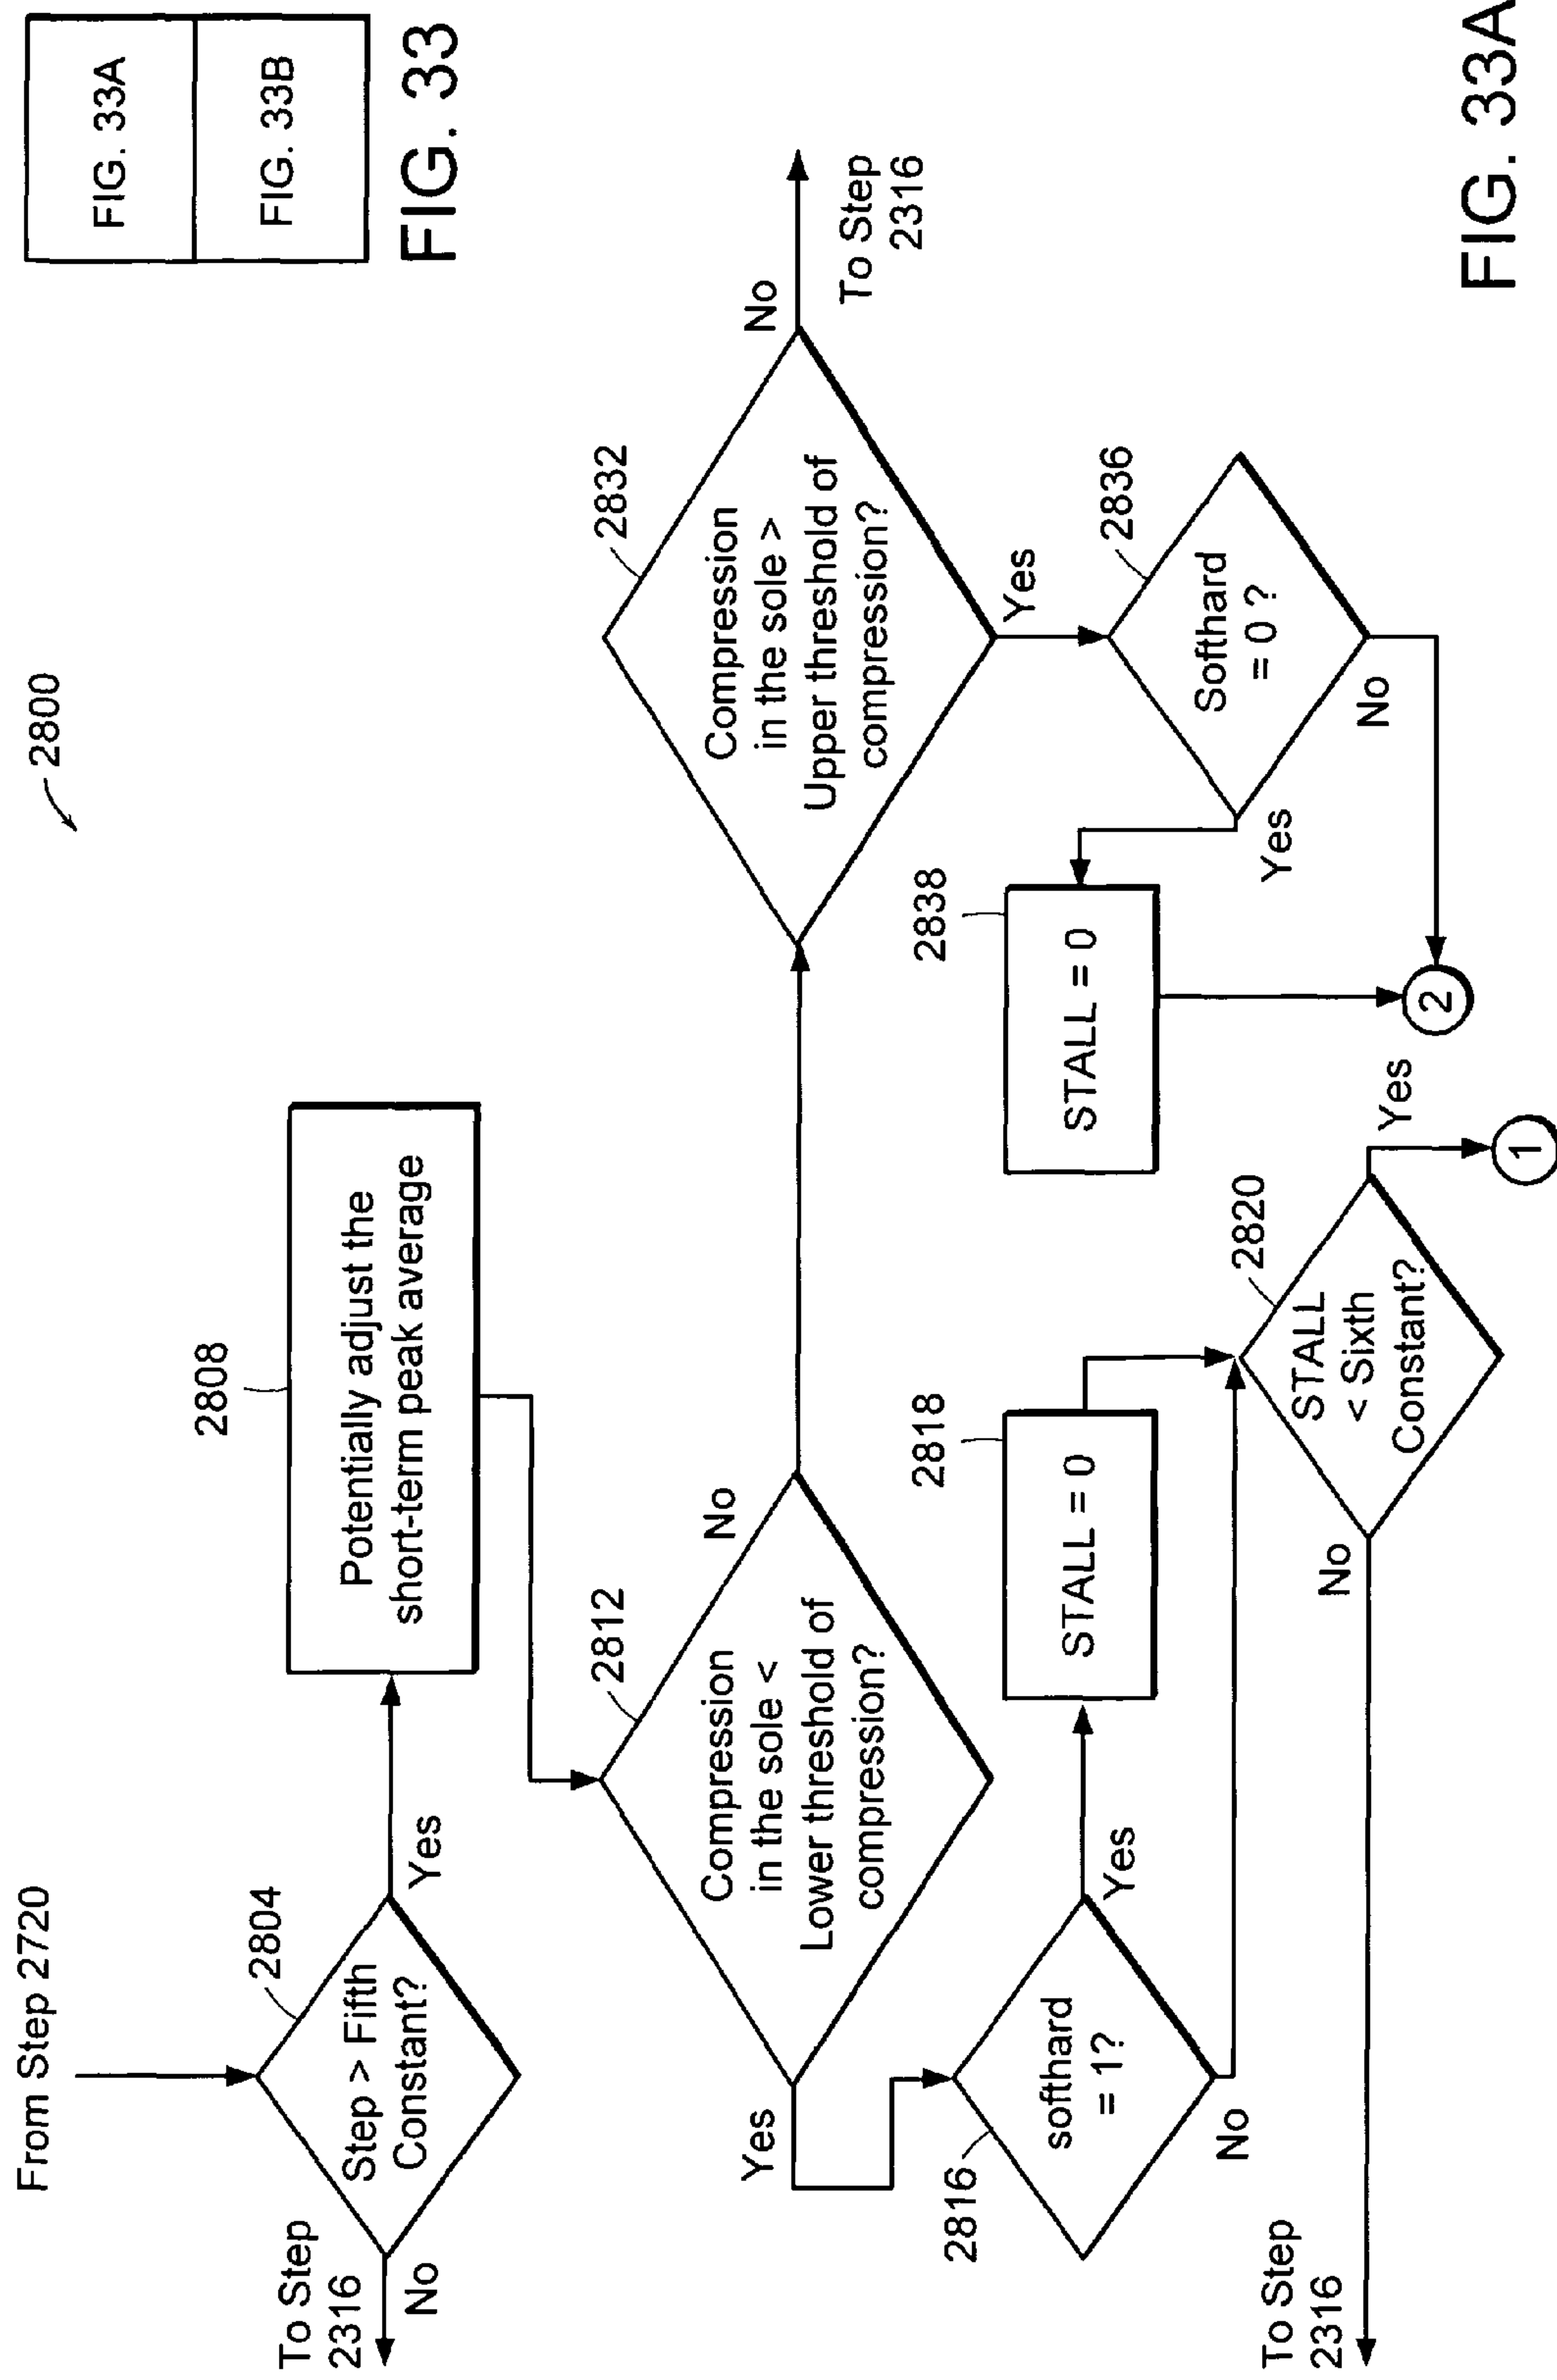 FIG. 33A
FIG. 33B
FIG. 33
2800
From Step 2720
2804
Step > Fifth
Constant?
To Step
2316
No
Yes
2808
Potentially adjust the
short-term peak average
2812
Compression
in the sole <
Lower threshold of
compression?
No
Yes
2832
Compression
in the sole >
Upper threshold of
compression?
No
To Step
2316
Yes
2816
softhard
= 1?
Yes
No
2818
STALL = 0
2820
STALL
< Sixth
Constant?
Yes
1
No
To Step
2316
2836
Softhard
= 0 ?
Yes
No
2838
STALL = 0
2
FIG. 33A